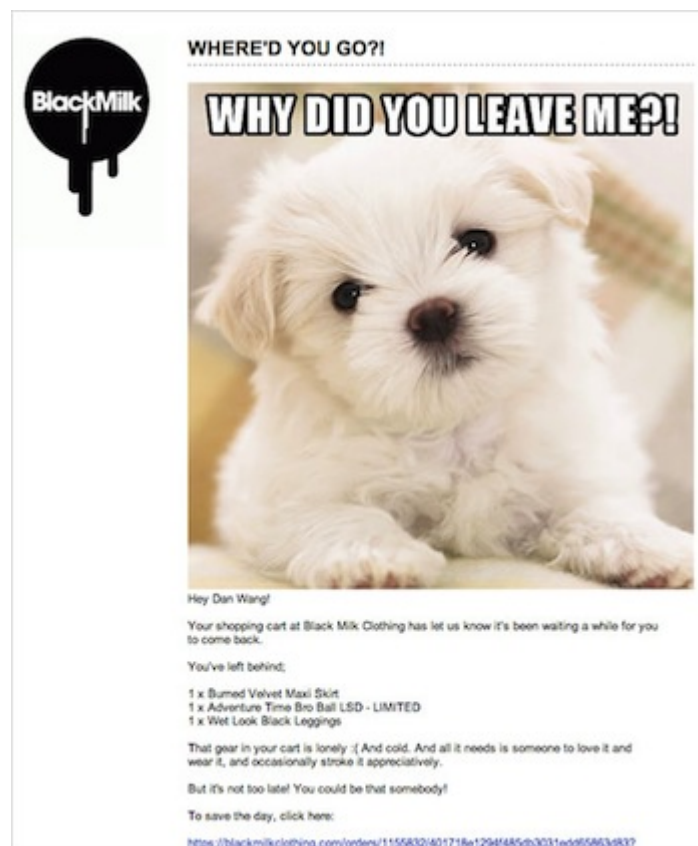 BlackMilk
WHERE'D YOU GO?!
WHY DID YOU LEAVE ME?!
Hey Dan Wang!
Your shopping cart at Black Milk Clothing has let us know it's been waiting a while for you
to come back.
You've left behind;
1 x Burned Velvet Maxi Skirt
1 x Adventure Time Bro Ball LSD - LIMITED
1 x Wet Look Black Leggings
That gear in your cart is lonely :( And cold. And all it needs is someone to love it and
wear it, and occasionally stroke it appreciatively.
But it's not too late! You could be that somebody!
To save the day, click here: